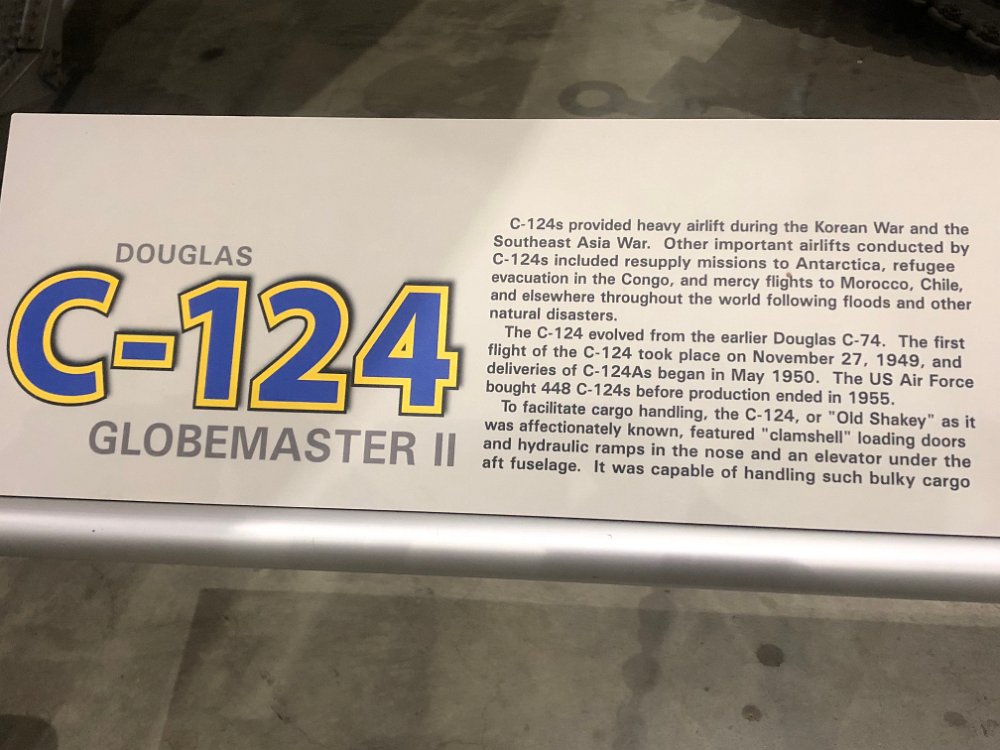 DOUGLAS
C-124
GLOBEMASTER II
C-124s provided heavy airlift during the Korean War and the
Southeast Asia War. Other important airlifts conducted by
C-124s included resupply missions to Antarctica, refugee
evacuation in the Congo, and mercy flights to Morocco, Chile,
and elsewhere throughout the world following floods and other
natural disasters.
The C-124 evolved from the earlier Douglas C-74. The first
flight of the C-124 took place on November 27, 1949, and
deliveries of C-124As began in May 1950. The US Air Force
bought 448 C-124s before production ended in 1955.
To facilitate cargo handling, the C-124, or "Old Shakey" as it
was affectionately known, featured "clamshell" loading doors
and hydraulic ramps in the nose and an elevator under the
aft fuselage. It was capable of handling such bulky cargo